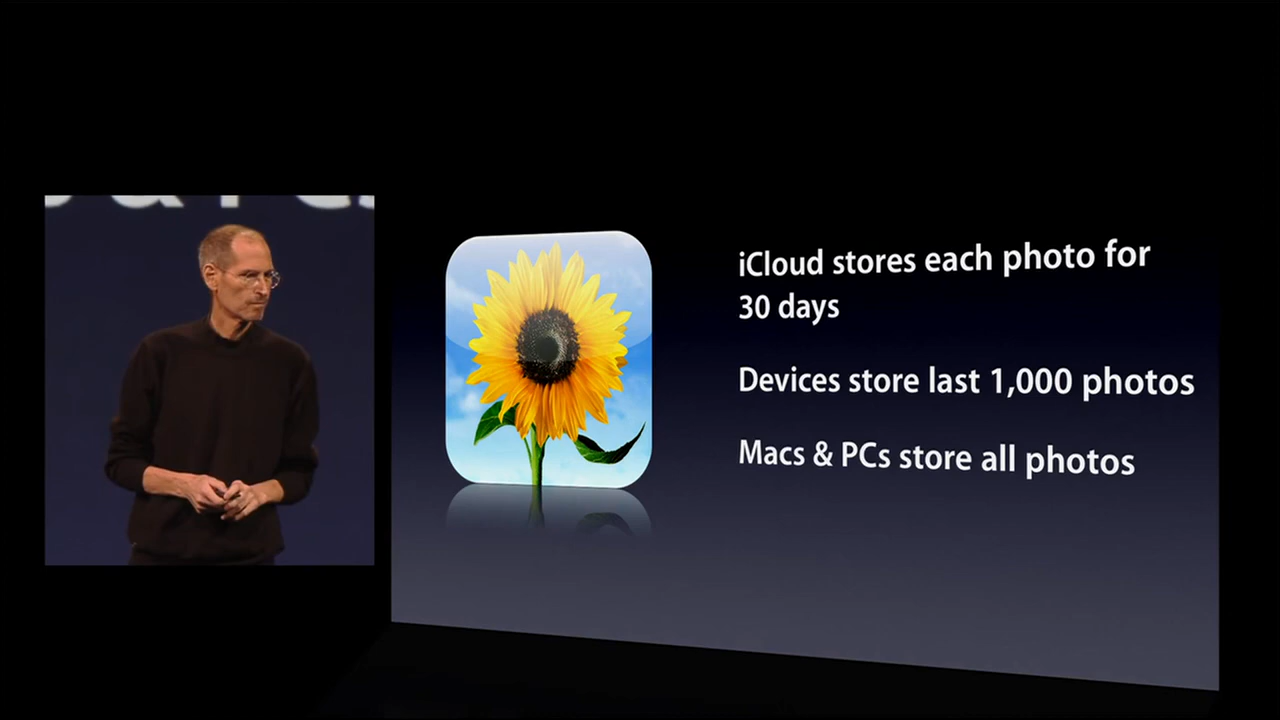 iCloud stores each photo for
30 days
Devices store last 1,000 photos
Macs & PCs store all photos